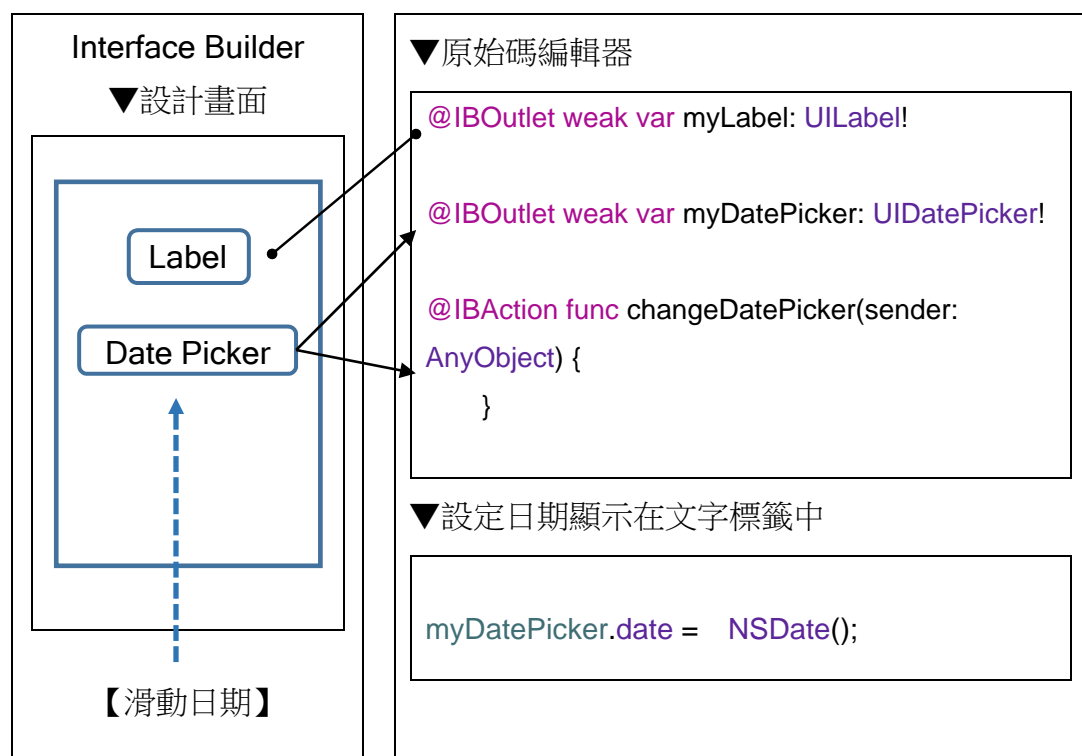 Interface Builder
▼設計畫面
Label
Date Picker
【滑動日期】
▼原始碼編輯器
@IBOutlet weak var myLabel: UILabel!
@IBOutlet weak var myDatePicker: UIDatePicker!
@IBAction func changeDatePicker(sender:
AnyObject) {
}
▼設定日期顯示在文字標籤中
myDatePicker.date = NSDate();